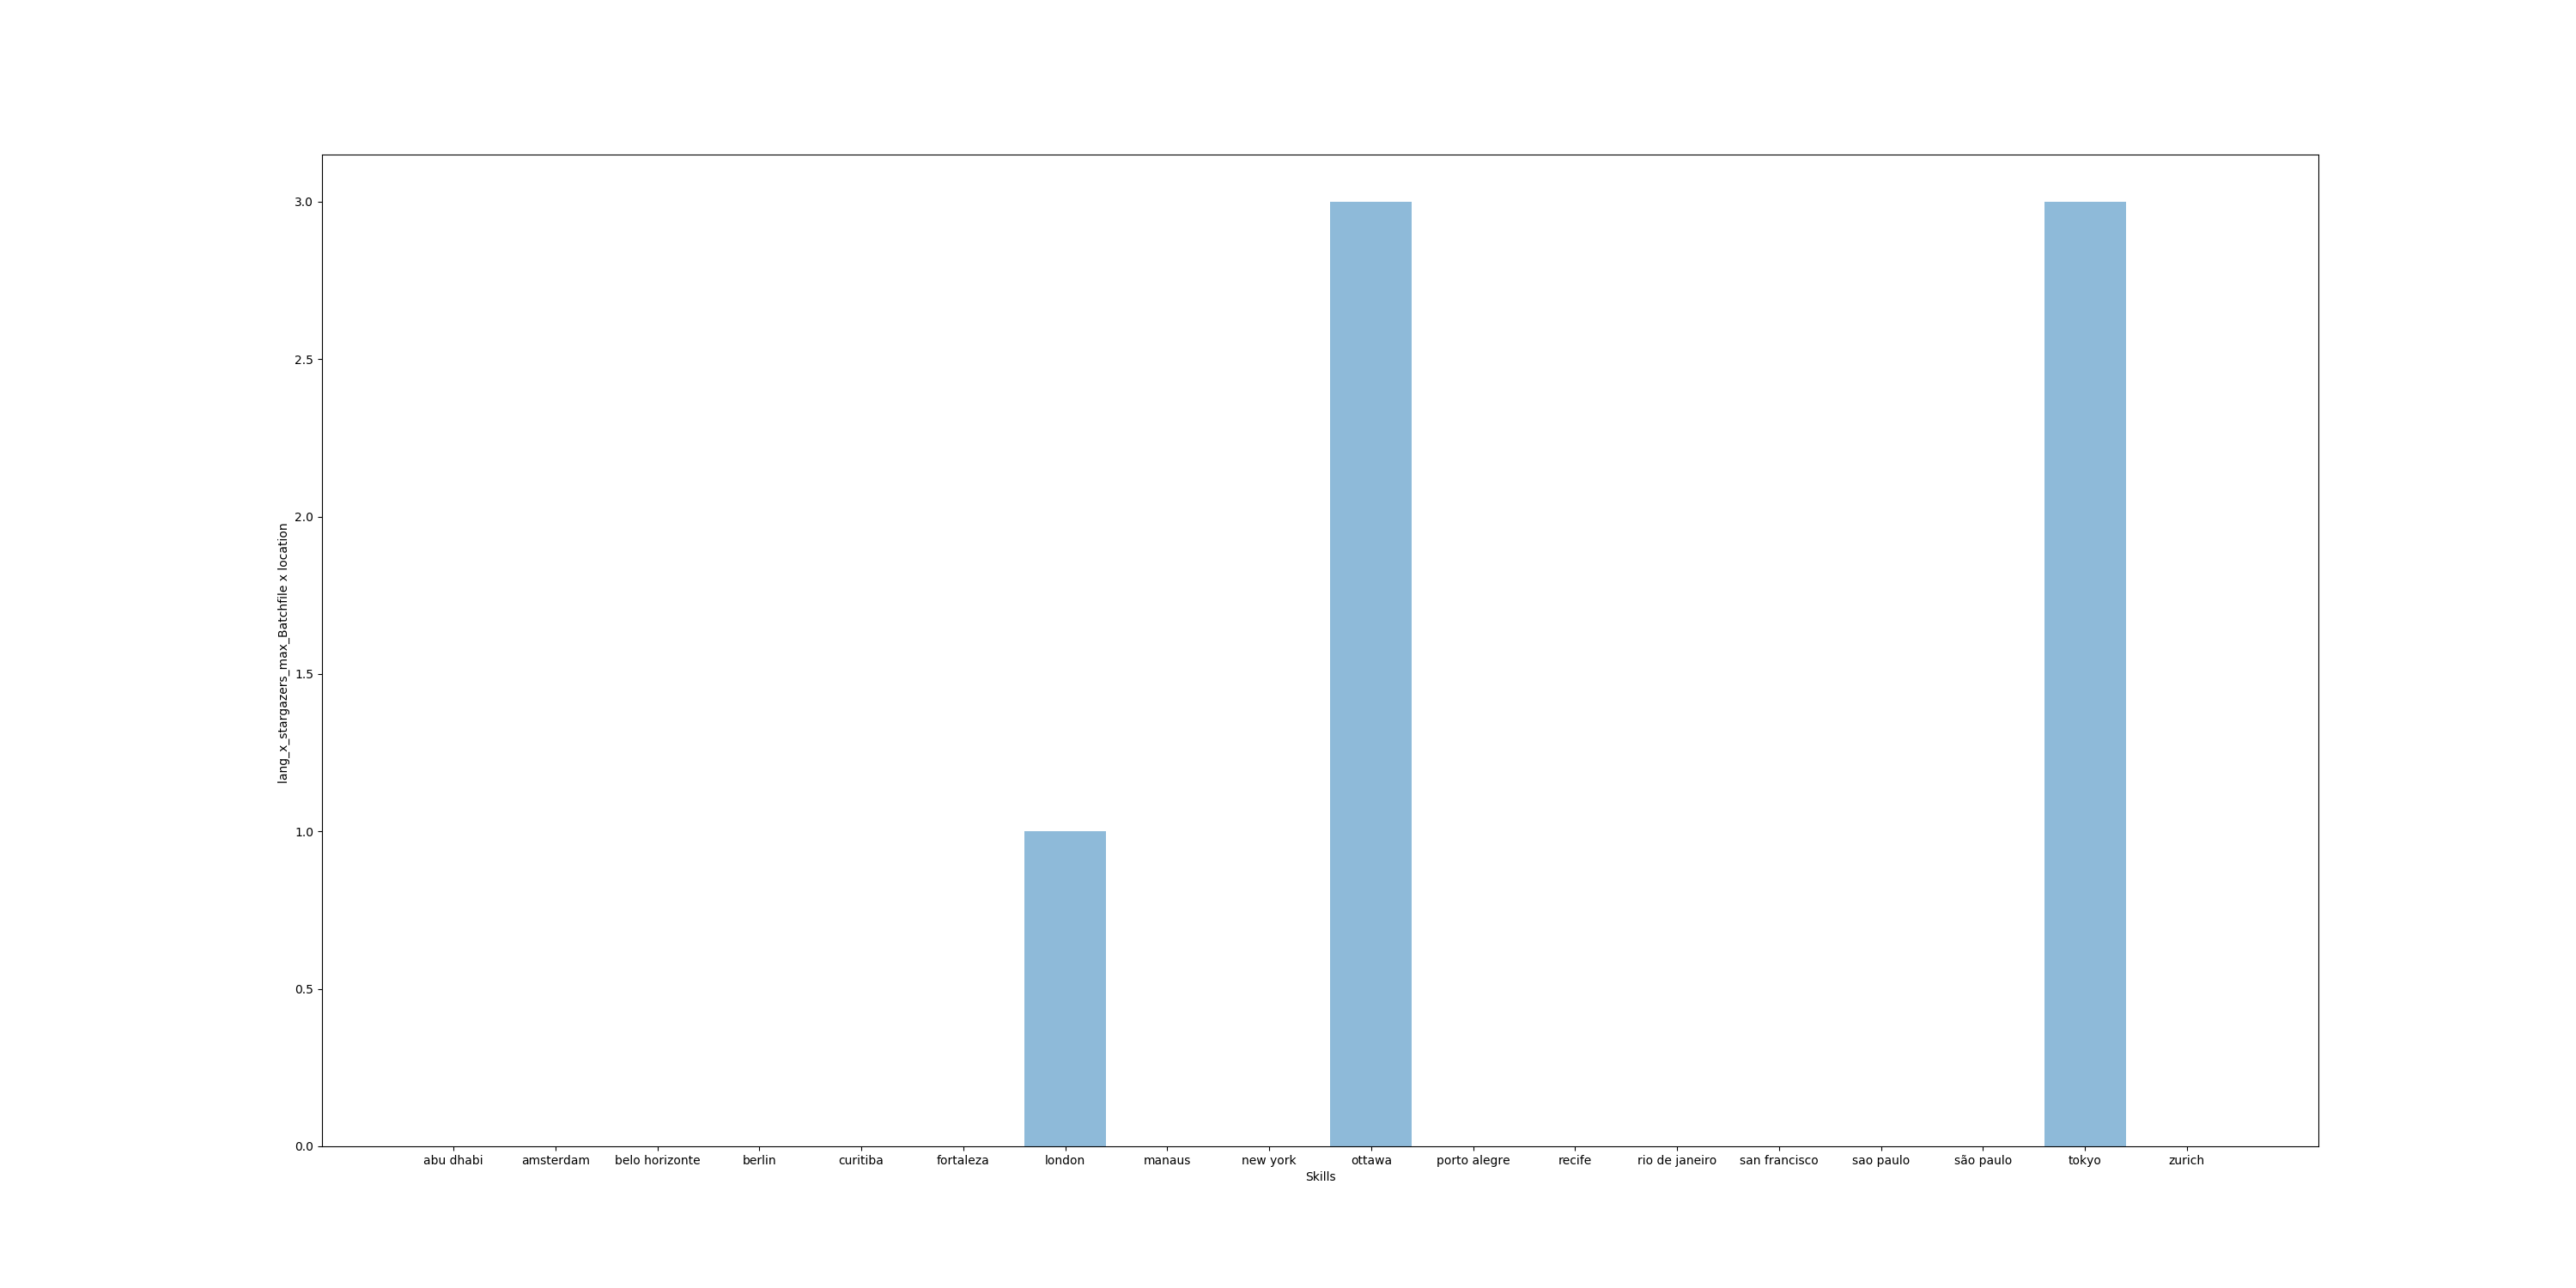 3.0
2.5
2.0
1.5
1.0
0.5
0.0
lang_x_stargazers_max_Batchfile x location
abu dhabi amsterdam belo horizonte berlin curitiba fortaleza london manaus new york ottawa porto alegre recife rio de janeiro san francisco sao paulo são paulo tokyo zurich
Skills